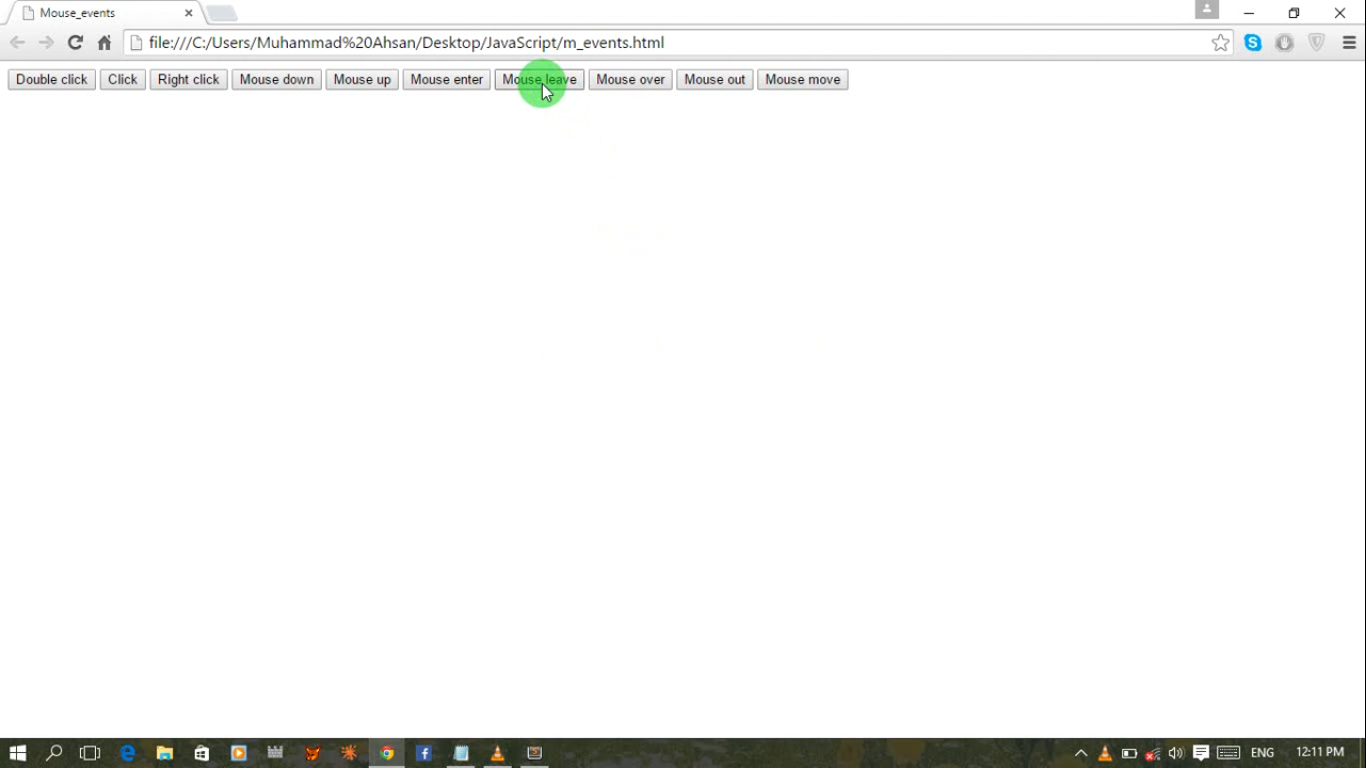 Mouse_events
file:///C:/Users/Muhammad%20Ahsan/Desktop/JavaScript/m_events.html
Double click Click Right click Mouse down Mouse up Mouse enter Mouse leave Mouse over Mouse out Mouse move
ENG 12:11 PM